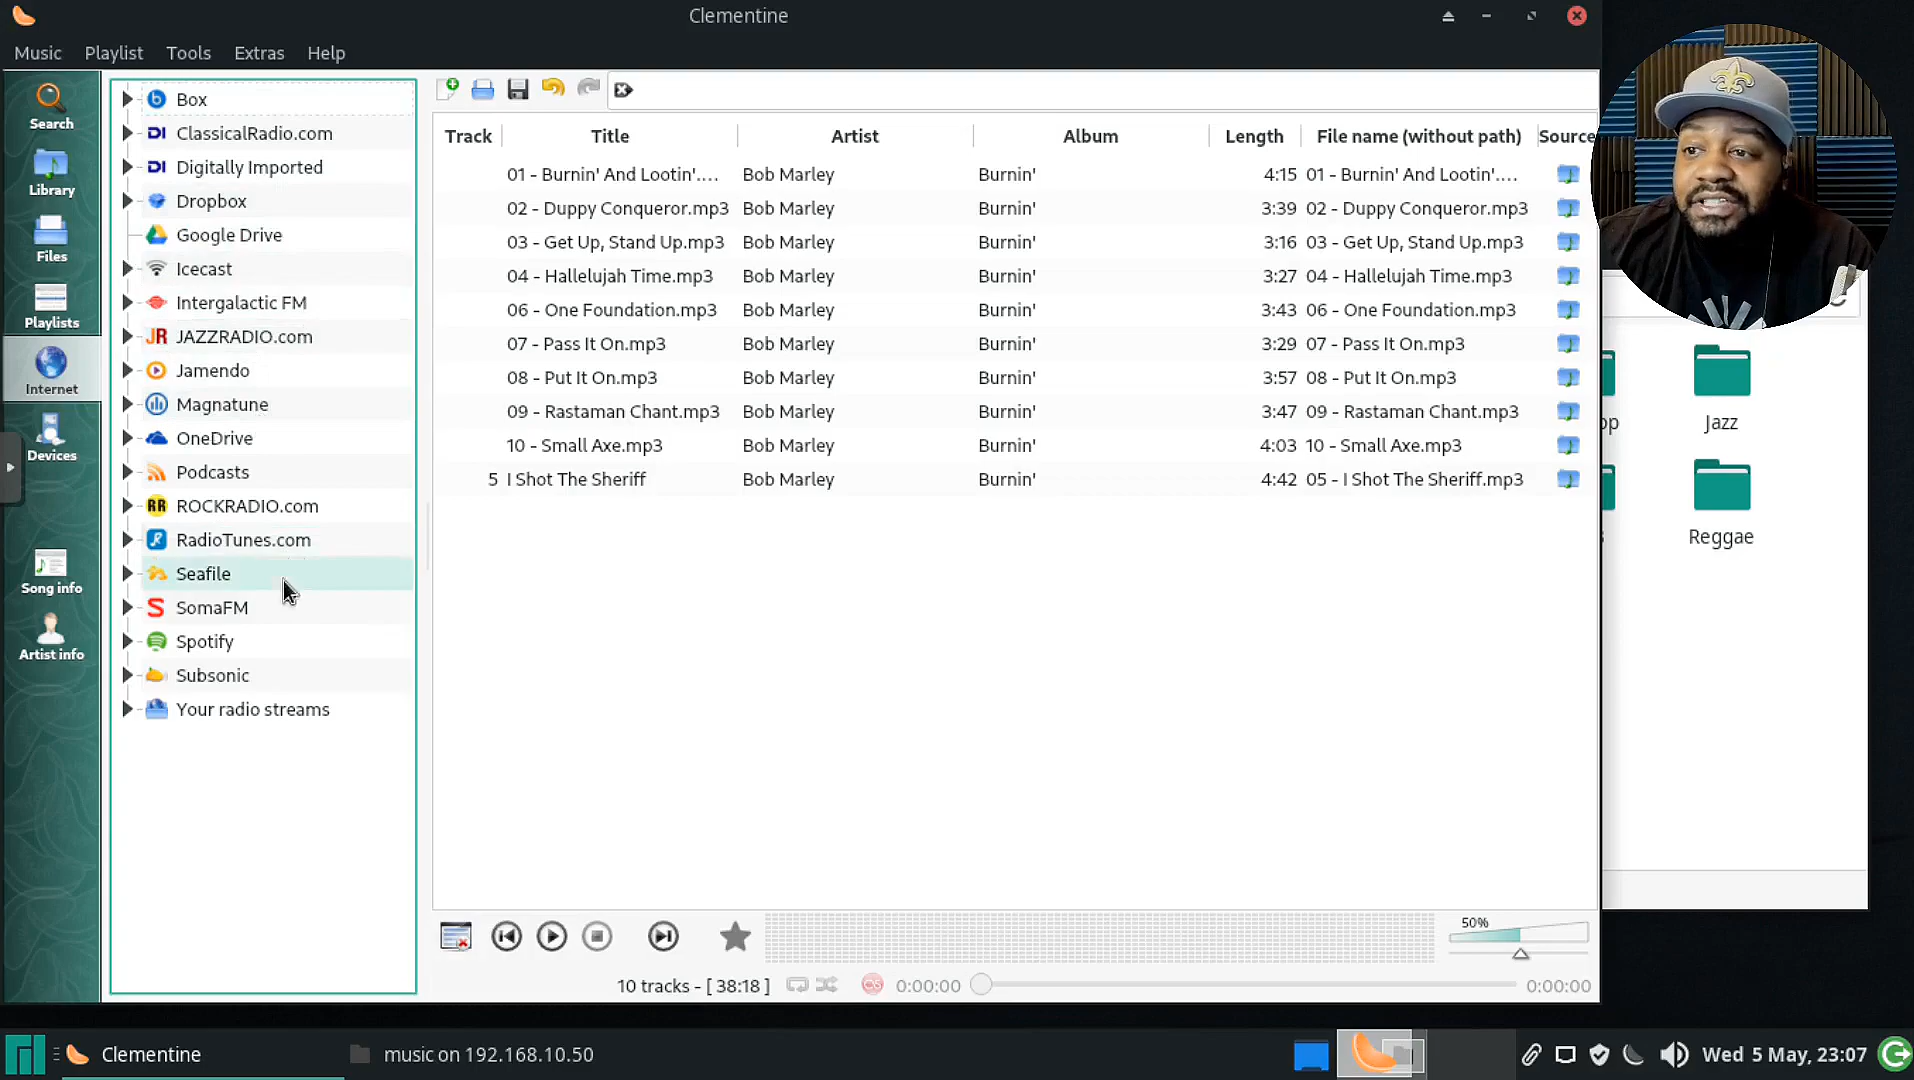 Clementine
Music Playlist Tools Extras Help
Search
Library
Files
Playlists
Internet
Devices
Song info
Artist info
Box
ClassicalRadio.com
Digitally Imported
Dropbox
Google Drive
Icecast
Intergalactic FM
JAZZRADIO.com
Jamendo
Magnatune
OneDrive
Podcasts
ROCKRADIO.com
RadioTunes.com
Seafile
SomaFM
Spotify
Subsonic
Your radio streams
Track Title Artist Album Length File name (without path) Source
01 - Burnin' And Lootin'.... Bob Marley Burnin' 4:15 01 - Burnin' And Lootin'....
02 - Duppy Conqueror.mp3 Bob Marley Burnin' 3:39 02 - Duppy Conqueror.mp3
03 - Get Up, Stand Up.mp3 Bob Marley Burnin' 3:16 03 - Get Up, Stand Up.mp3
04 - Hallelujah Time.mp3 Bob Marley Burnin' 3:27 04 - Hallelujah Time.mp3
06 - One Foundation.mp3 Bob Marley Burnin' 3:43 06 - One Foundation.mp3
07 - Pass It On.mp3 Bob Marley Burnin' 3:29 07 - Pass It On.mp3
08 - Put It On.mp3 Bob Marley Burnin' 3:57 08 - Put It On.mp3
09 - Rastaman Chant.mp3 Bob Marley Burnin' 3:47 09 - Rastaman Chant.mp3
10 - Small Axe.mp3 Bob Marley Burnin' 4:03 10 - Small Axe.mp3
5 I Shot The Sheriff Bob Marley Burnin' 4:42 05 - I Shot The Sheriff.mp3
Jazz
Reggae
50%
10 tracks - [ 38:18 ] 0:00:00 0:00:00
Clementine music on 192.168.10.50 Wed 5 May, 23:07